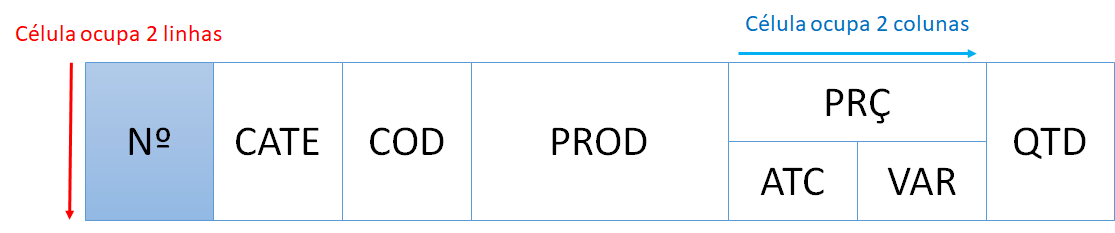 Célula ocupa 2 linhas
Célula ocupa 2 colunas
Nº
CATE
COD
PROD
PRÇ
ATC
VAR
QTD